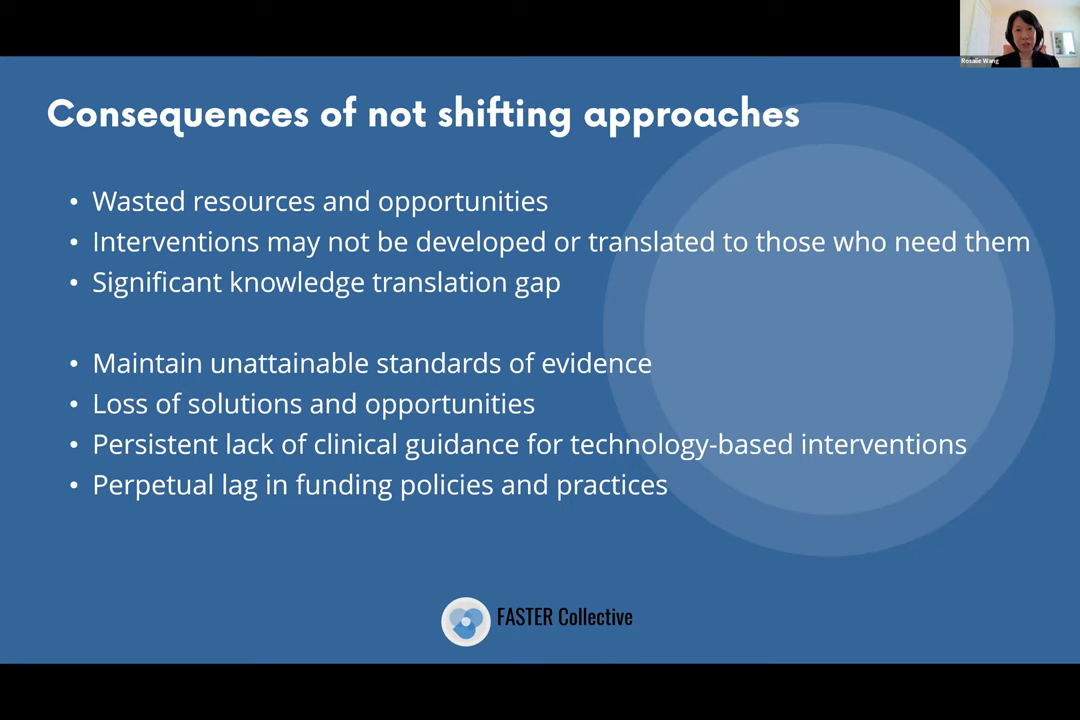 Rosalie Wang
Consequences of not shifting approaches
• Wasted resources and opportunities
• Interventions may not be developed or translated to those who need them
• Significant knowledge translation gap
• Maintain unattainable standards of evidence
• Loss of solutions and opportunities
• Persistent lack of clinical guidance for technology-based interventions
• Perpetual lag in funding policies and practices
FASTER Collective